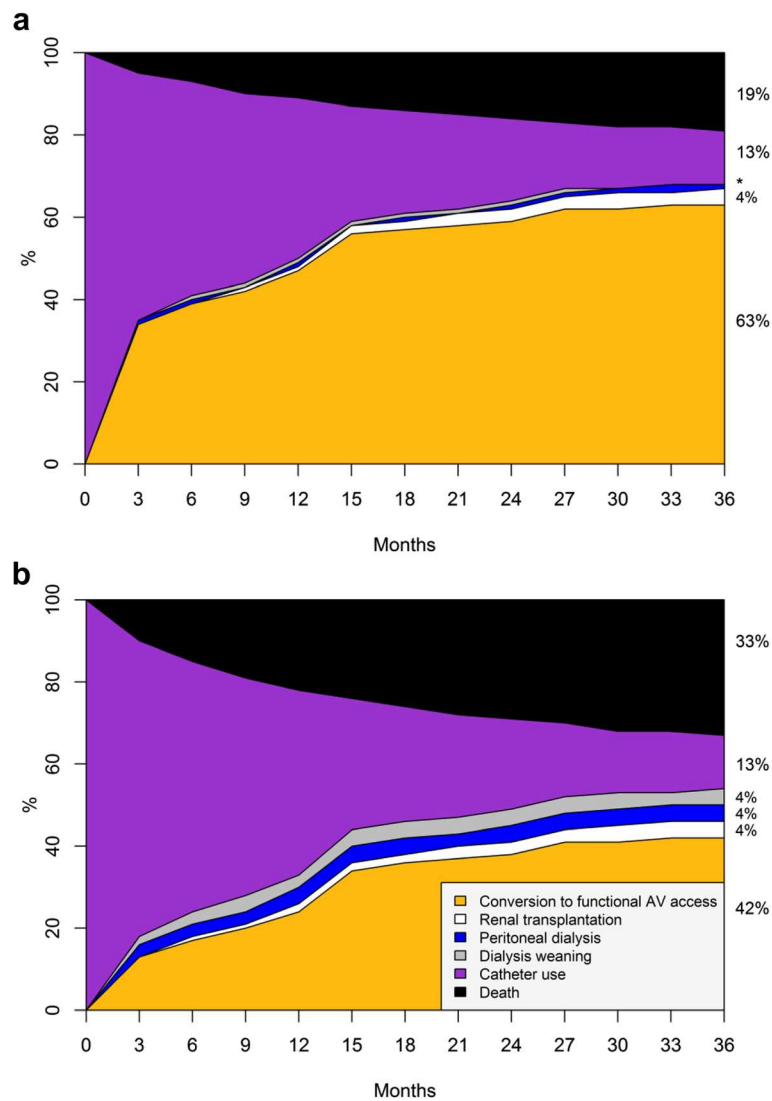 a
100
80
60
40
20
0
%
19%
13%
*
4%
63%
0 3 6 9 12 15 18 21 24 27 30 33 36
Months
b
100
80
60
40
20
0
%
33%
13%
4%
4%
4%
42%
Conversion to functional AV access
Renal transplantation
Peritoneal dialysis
Dialysis weaning
Catheter use
Death
0 3 6 9 12 15 18 21 24 27 30 33 36
Months